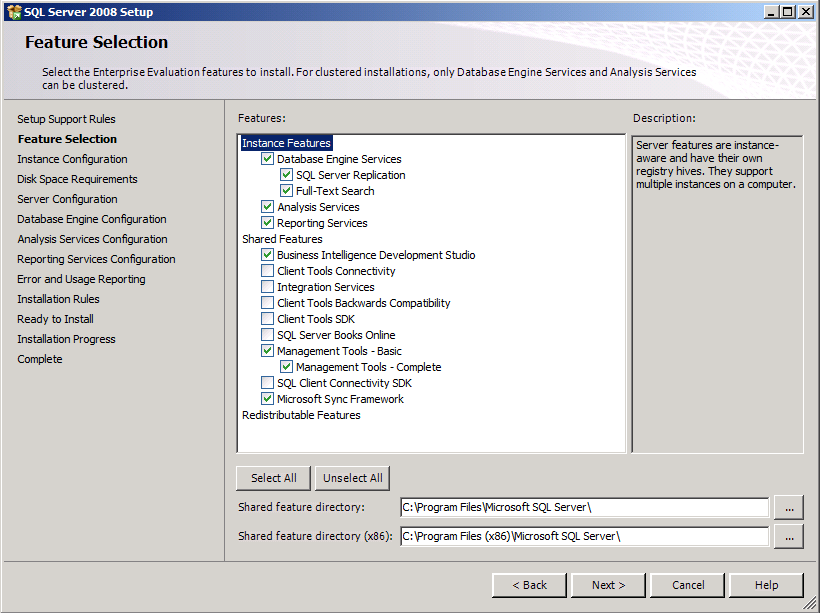 SQL Server 2008 Setup
Feature Selection
Select the Enterprise Evaluation features to install. For clustered installations, only Database Engine Services and Analysis Services
can be clustered.
Setup Support Rules
Feature Selection
Instance Configuration
Disk Space Requirements
Server Configuration
Database Engine Configuration
Analysis Services Configuration
Reporting Services Configuration
Error and Usage Reporting
Installation Rules
Ready to Install
Installation Progress
Complete
Features:
Instance Features
Database Engine Services
SQL Server Replication
Full-Text Search
Analysis Services
Reporting Services
Shared Features
Business Intelligence Development Studio
Client Tools Connectivity
Integration Services
Client Tools Backwards Compatibility
Client Tools SDK
SQL Server Books Online
Management Tools - Basic
Management Tools - Complete
SQL Client Connectivity SDK
Microsoft Sync Framework
Redistributable Features
Description:
Server features are instance-
aware and have their own
registry hives. They support
multiple instances on a computer.
Select All
Unselect All
Shared feature directory:
C:\Program Files\Microsoft SQL Server\
...
Shared feature directory (x86):
C:\Program Files (x86)\Microsoft SQL Server\
...
< Back
Next >
Cancel
Help